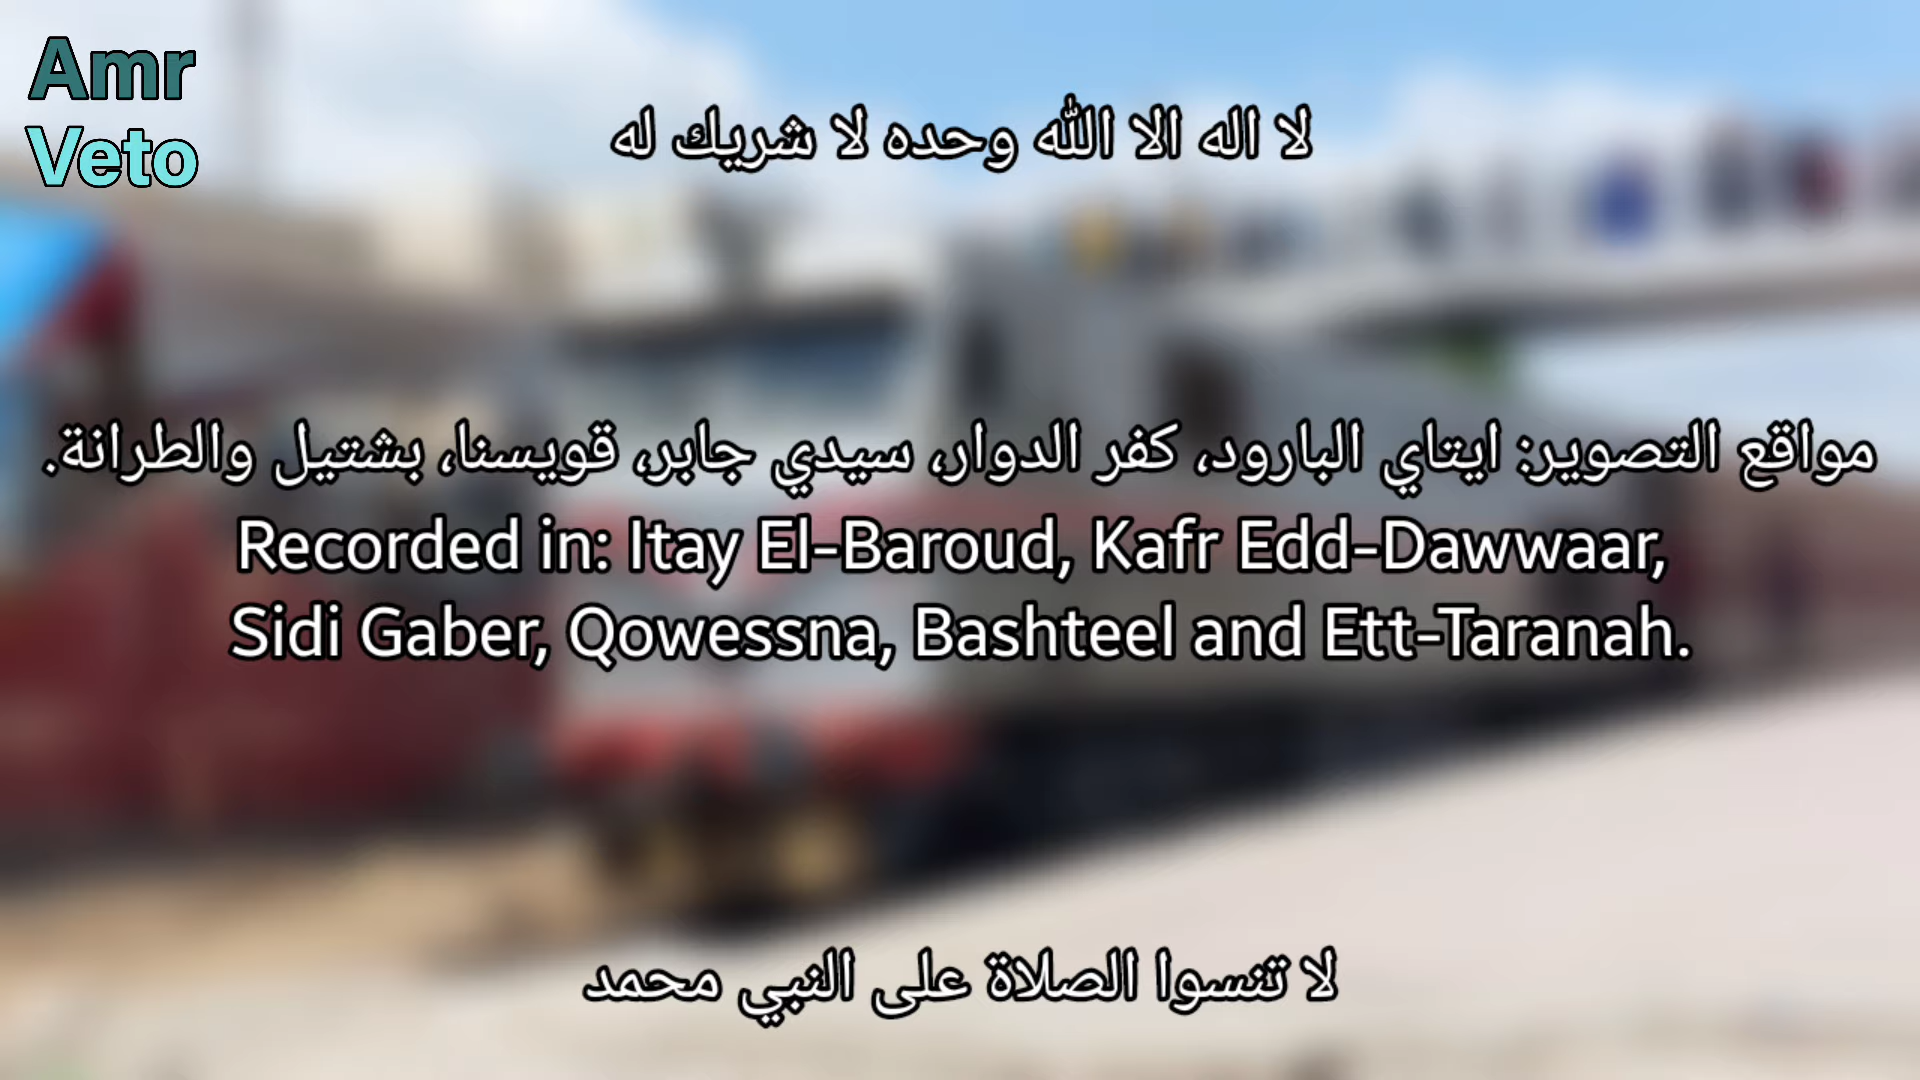 Amr
Veto
لا اله الا الله وحده لا شريك له
مواقع التصوير: ايتاي البارود، كفر الدوار، سيدي جابر، قويسنا، بشتيل والطرانة.
Recorded in: Itay El-Baroud, Kafr Edd-Dawwaar,
Sidi Gaber, Qowessna, Bashteel and Ett-Taranah.
لا تنسوا الصلاة على النبي محمد